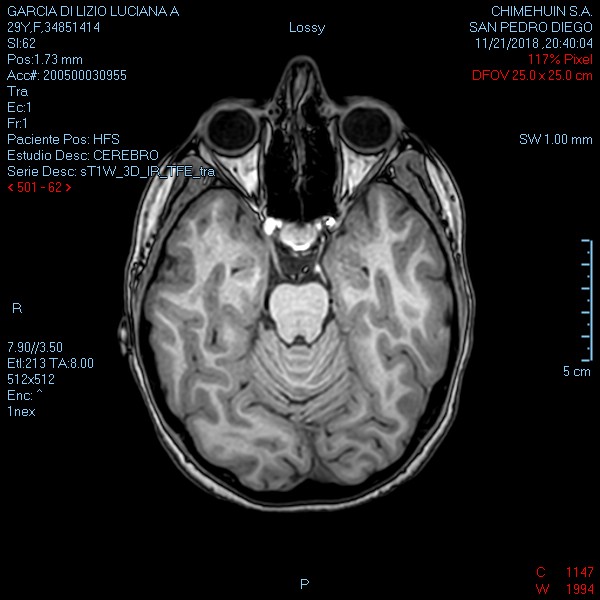 GARCIA DI LIZIO LUCIANA A
29Y,F,34851414
Sl:62
Pos:1.73 mm
Acc#: 200500030955
Tra
Ec:1
Fr:1
Paciente Pos: HFS
Estudio Desc: CEREBRO
Serie Desc: sT1W_3D_IR_TFE_tra
< 501 - 62 >
Lossy
CHIMEHUIN S.A.
SAN PEDRO DIEGO
11/21/2018 ,20:40:04
117% Pixel
DFOV 25.0 x 25.0 cm
SW 1.00 mm
R
7.90//3.50
Etl:213 TA:8.00
512x512
Enc: ^
1nex
5 cm
P
C 1147
W 1994